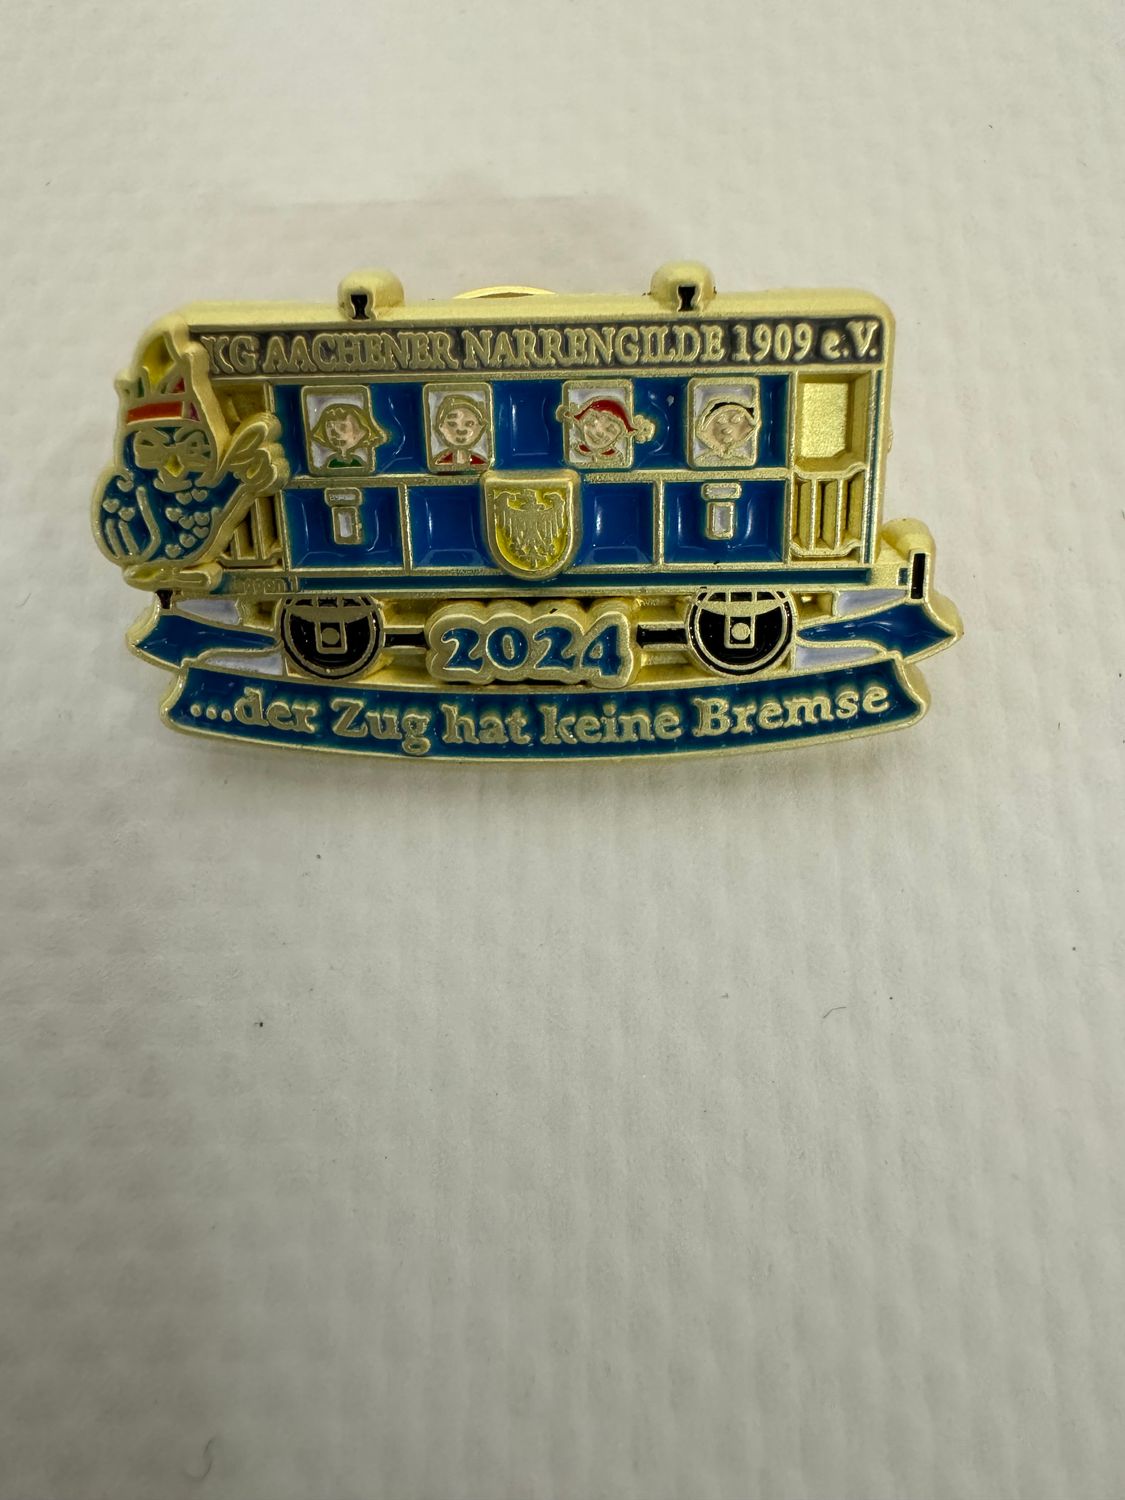 KG AACHENER NARRENGILDE 1909 e.V.
2024
...der Zug hat keine Bremse